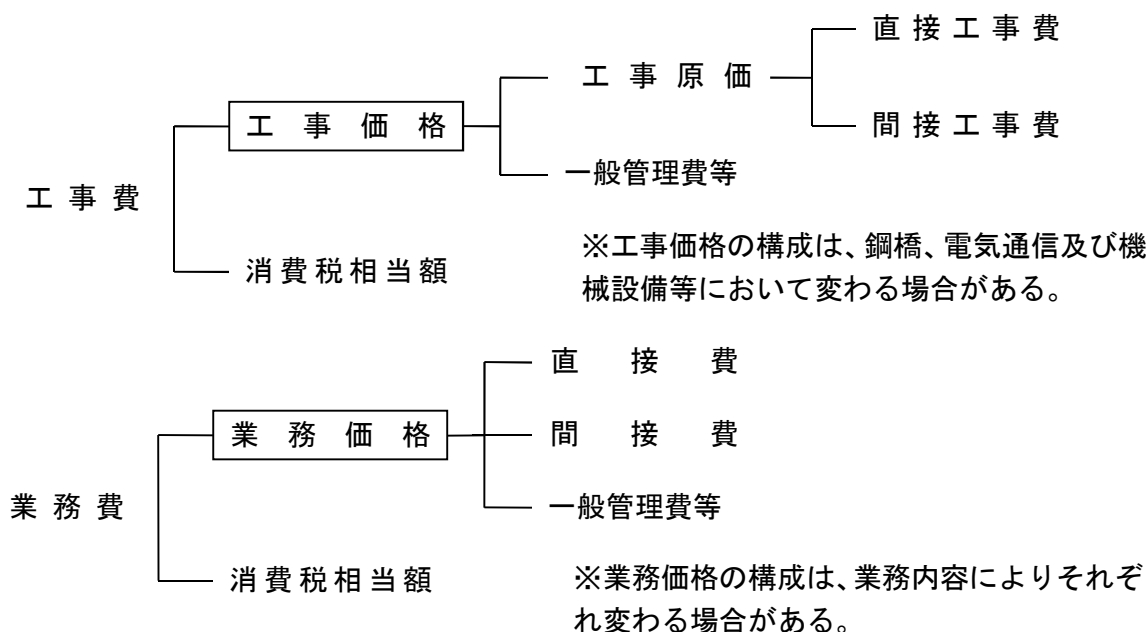 直接工事費
工事原価
工事価格
間接工事費
一般管理費等
工事費
※工事価格の構成は、鋼橋、電気通信及び機
械設備等において変わる場合がある。
消費税相当額
直接費
業務価格
間接費
業務費
一般管理費等
消費税相当額
※業務価格の構成は、業務内容によりそれぞ
れ変わる場合がある。